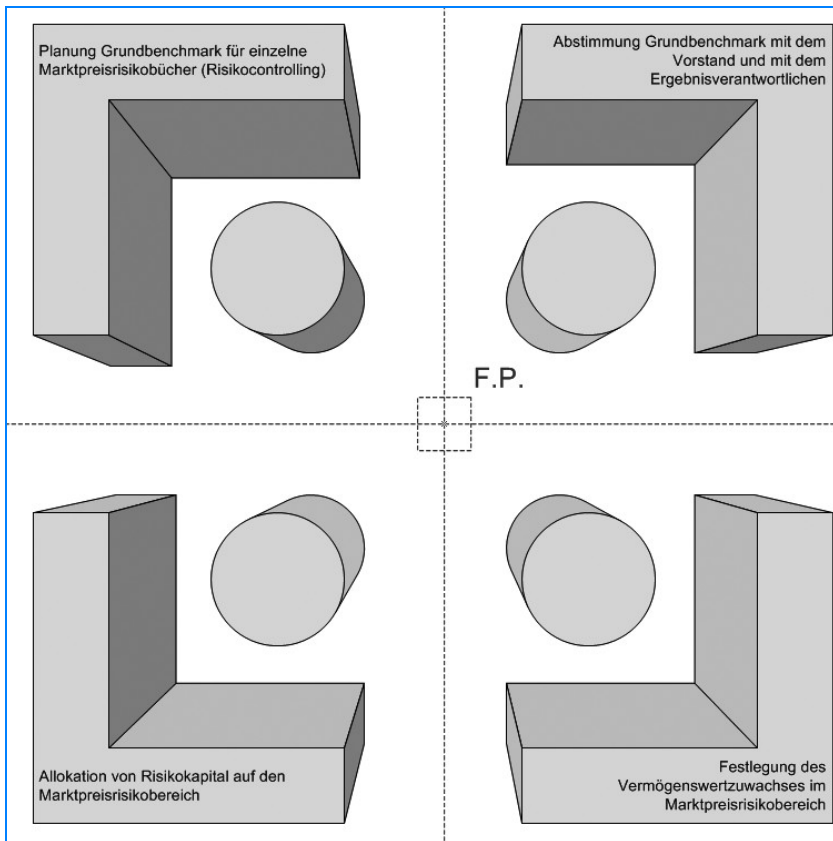 Planung Grundbenchmark für einzelne
Marktpreisrisikobücher (Risikocontrolling)
Abstimmung Grundbenchmark mit dem
Vorstand und mit dem
Ergebnisverantwortlichen
F.P.
Allokation von Risikokapital auf den
Marktpreisrisikobereich
Festlegung des
Vermögenswertzuwachses im
Marktpreisrisikobereich